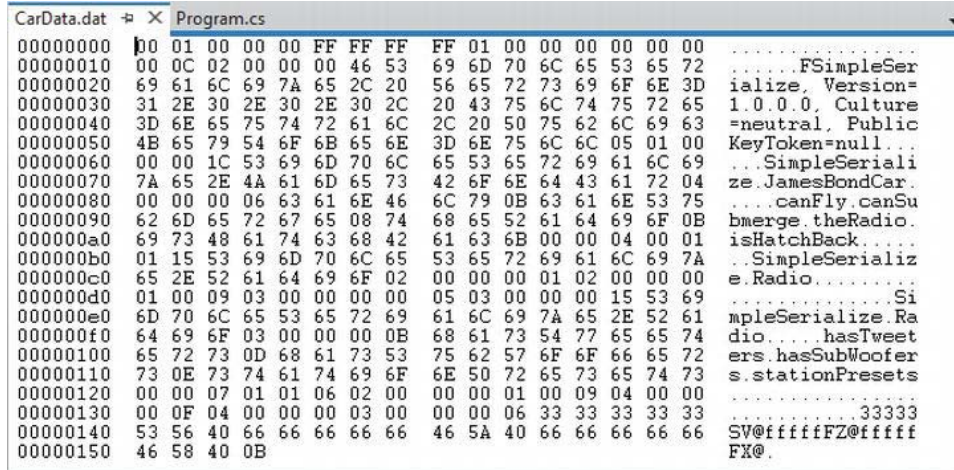 CarData.dat Program.cs
00000000 00 01 00 00 00 FF FF FF FF 01 00 00 00 00 00 00 ................
00000010 00 0C 02 00 00 00 46 53 69 6D 70 6C 65 53 65 72 ......FSimpleSer
00000020 69 61 6C 69 7A 65 2C 20 56 65 72 73 69 6F 6E 3D ialize, Version=
00000030 31 2E 30 2E 30 2E 30 2C 20 43 75 6C 74 75 72 65 1.0.0.0, Culture
00000040 3D 6E 65 75 74 72 61 6C 2C 20 50 75 62 6C 69 63 =neutral, Public
00000050 4B 65 79 54 6F 6B 65 6E 3D 6E 75 6C 6C 05 01 00 KeyToken=null...
00000060 00 00 1C 53 69 6D 70 6C 65 53 65 72 69 61 6C 69 ...SimpleSeriali
00000070 7A 65 2E 4A 61 6D 65 73 42 6F 6E 64 43 61 72 04 ze.JamesBondCar.
00000080 00 00 00 06 63 61 6E 46 6C 79 0B 63 61 6E 53 75 ....canFly.canSu
00000090 62 6D 65 72 67 65 08 74 68 65 52 61 64 69 6F 0B bmerge.theRadio.
000000a0 69 73 48 61 74 63 68 42 61 63 6B 00 00 04 00 01 isHatchBack.....
000000b0 01 15 53 69 6D 70 6C 65 53 65 72 69 61 6C 69 7A ..SimpleSerializ
000000c0 65 2E 52 61 64 69 6F 02 00 00 00 01 02 00 00 00 e.Radio.........
000000d0 01 00 09 03 00 00 00 00 05 03 00 00 00 15 53 69 ..............Si
000000e0 6D 70 6C 65 53 65 72 69 61 6C 69 7A 65 2E 52 61 mpleSerialize.Ra
000000f0 64 69 6F 03 00 00 00 0B 68 61 73 54 77 65 65 74 dio.....hasTweet
00000100 65 72 73 0D 68 61 73 53 75 62 57 6F 6F 66 65 72 ers.hasSubWoofer
00000110 73 0E 73 74 61 74 69 6F 6E 50 72 65 73 65 74 73 s.stationPresets
00000120 00 00 07 01 01 06 02 00 00 00 01 00 09 04 00 00 ................
00000130 00 0F 04 00 00 00 03 00 00 00 06 33 33 33 33 33 ...........33333
00000140 53 56 40 66 66 66 66 66 46 5A 40 66 66 66 66 66 SV@fffffFZ@fffff
00000150 46 58 40 0B FX@.